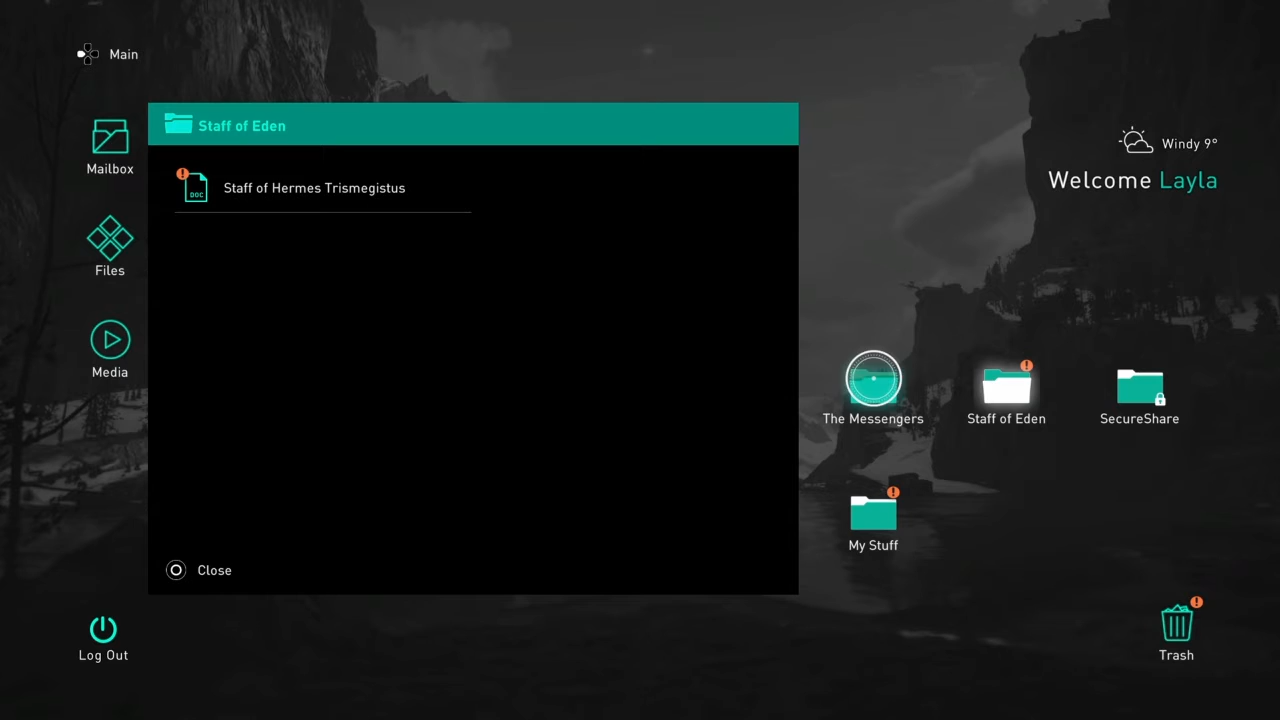 Main
Staff of Eden
DOC
Staff of Hermes Trismegistus
Close
Mailbox
Files
Media
Log Out
Windy 9°
Welcome Layla
The Messengers
Staff of Eden
SecureShare
My Stuff
Trash